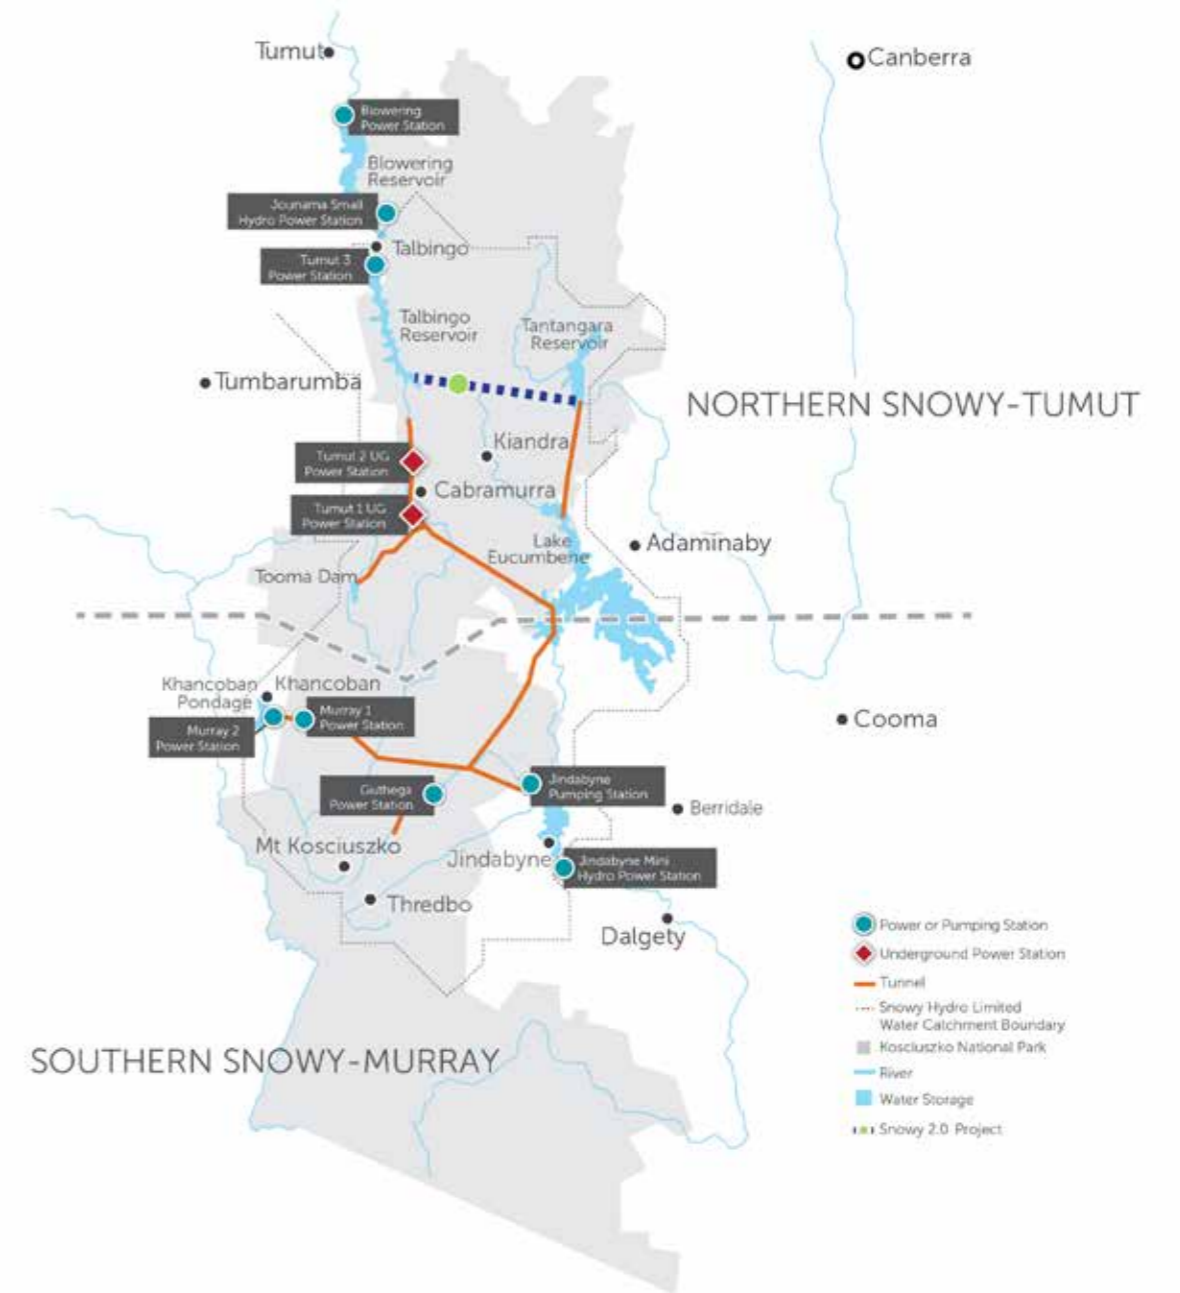 Tumut
Canberra
Blowering
Power Station
Blowering
Reservoir
Jounama Small
Hydro Power Station
Talbingo
Tumut 3
Power Station
Talbingo
Reservoir
Tantangara
Reservoir
Tumbarumba
NORTHERN SNOWY-TUMUT
Kiandra
Tumut 2 UG
Power Station
Cabramurra
Tumut 1 UG
Power Station
Lake
Eucumbene
Adaminaby
Tooma Dam
Khancoban
Pondage
Khancoban
Murray 1
Power Station
Murray 2
Power Station
Cooma
Guthega
Power Station
Jindabyne
Pumping Station
Berridale
Mt Kosciuszko
Jindabyne
Jindabyne Mini
Hydro Power Station
Thredbo
Dalgety
SOUTHERN SNOWY-MURRAY
Power or Pumping Station
Underground Power Station
Tunnel
Snowy Hydro Limited
Water Catchment Boundary
Kosciuszko National Park
River
Water Storage
Snowy 2.0 Project